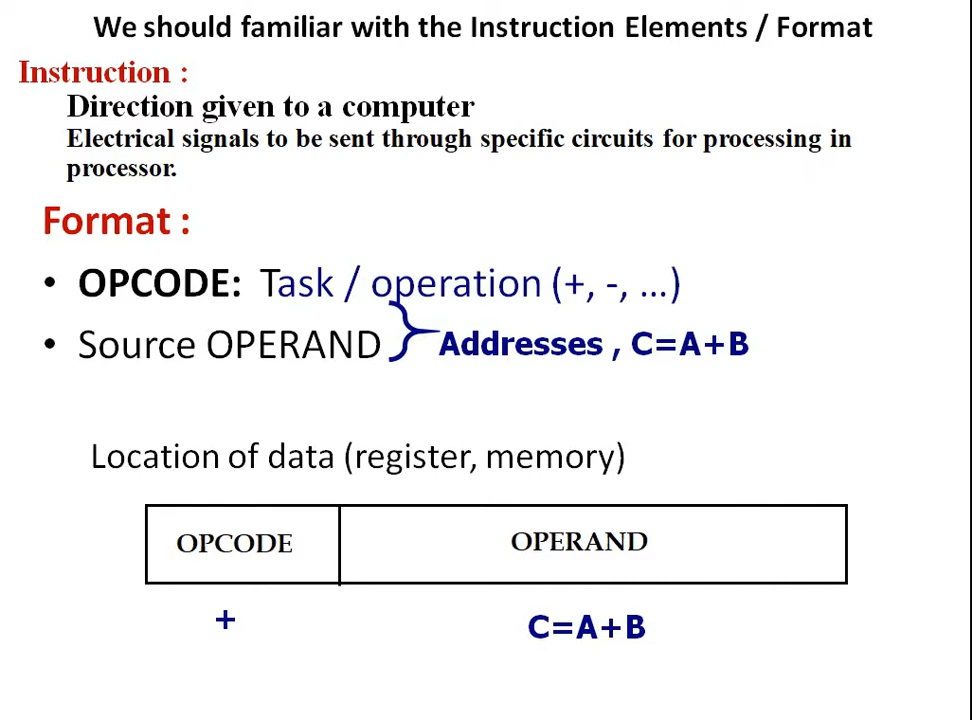 We should familiar with the Instruction Elements / Format
Instruction :
Direction given to a computer
Electrical signals to be sent through specific circuits for processing in
processor.
Format :
• OPCODE: Task / operation (+, -, …)
• Source OPERAND
Addresses , C=A+B
Location of data (register, memory)
OPCODE OPERAND
+ C=A+B